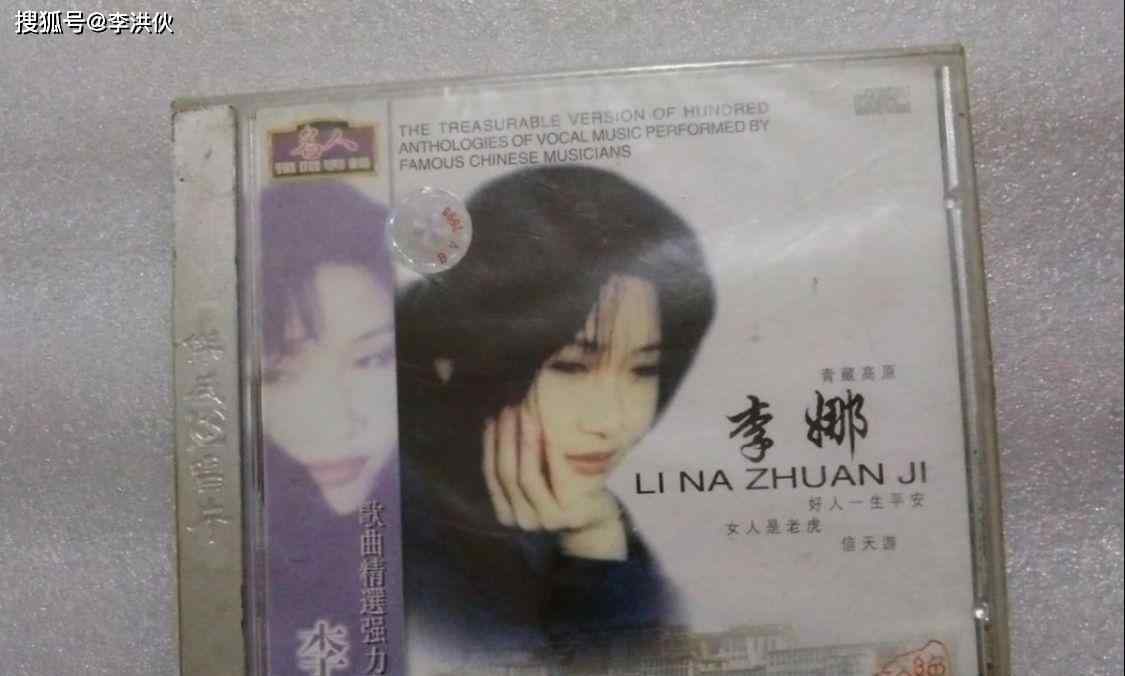 搜狐号@李洪伙
名人
THE TREASURABLE VERSION OF HUNDRED
ANTHOLOGIES OF VOCAL MUSIC PERFORMED BY
FAMOUS CHINESE MUSICIANS
青藏高原
李娜
LI NA ZHUAN JI
好人一生平安
女人是老虎
信天游
歌曲精選强力
李